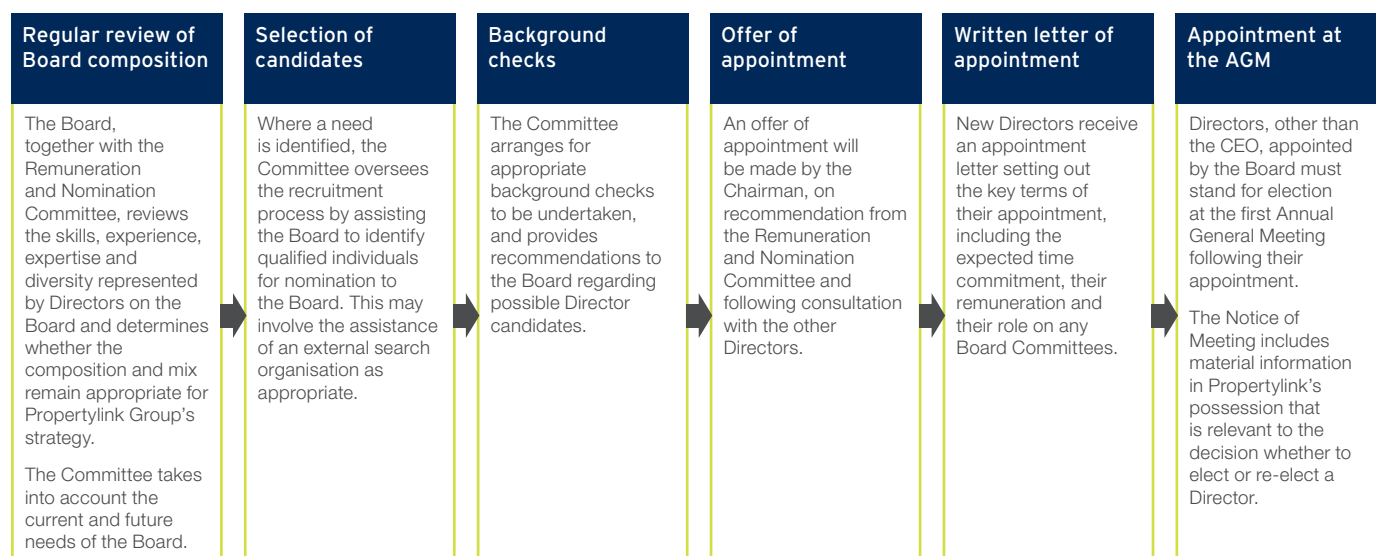 Regular review of
Board composition
The Board,
together with the
Remuneration
and Nomination
Committee, reviews
the skills, experience,
expertise and
diversity represented
by Directors on the
Board and determines
whether the
composition and mix
remain appropriate for
Propertylink Group's
strategy.
The Committee takes
into account the
current and future
needs of the Board.
Selection of
candidates
Where a need
is identified, the
Committee oversees
the recruitment
process by assisting
the Board to identify
qualified individuals
for nomination to
the Board. This may
involve the assistance
of an external search
organisation as
appropriate.
Background
checks
The Committee
arranges for
appropriate
background checks
to be undertaken,
and provides
recommendations to
the Board regarding
possible Director
candidates.
Offer of
appointment
An offer of
appointment will
be made by the
Chairman, on
recommendation from
the Remuneration
and Nomination
Committee and
following consultation
with the other
Directors.
Written letter of
appointment
New Directors receive
an appointment
letter setting out
the key terms of
their appointment,
including the
expected time
commitment, their
remuneration and
their role on any
Board Committees.
Appointment at
the AGM
Directors, other than
the CEO, appointed
by the Board must
stand for election
at the first Annual
General Meeting
following their
appointment.
The Notice of
Meeting includes
material information
in Propertylink's
possession that
is relevant to the
decision whether to
elect or re-elect a
Director.